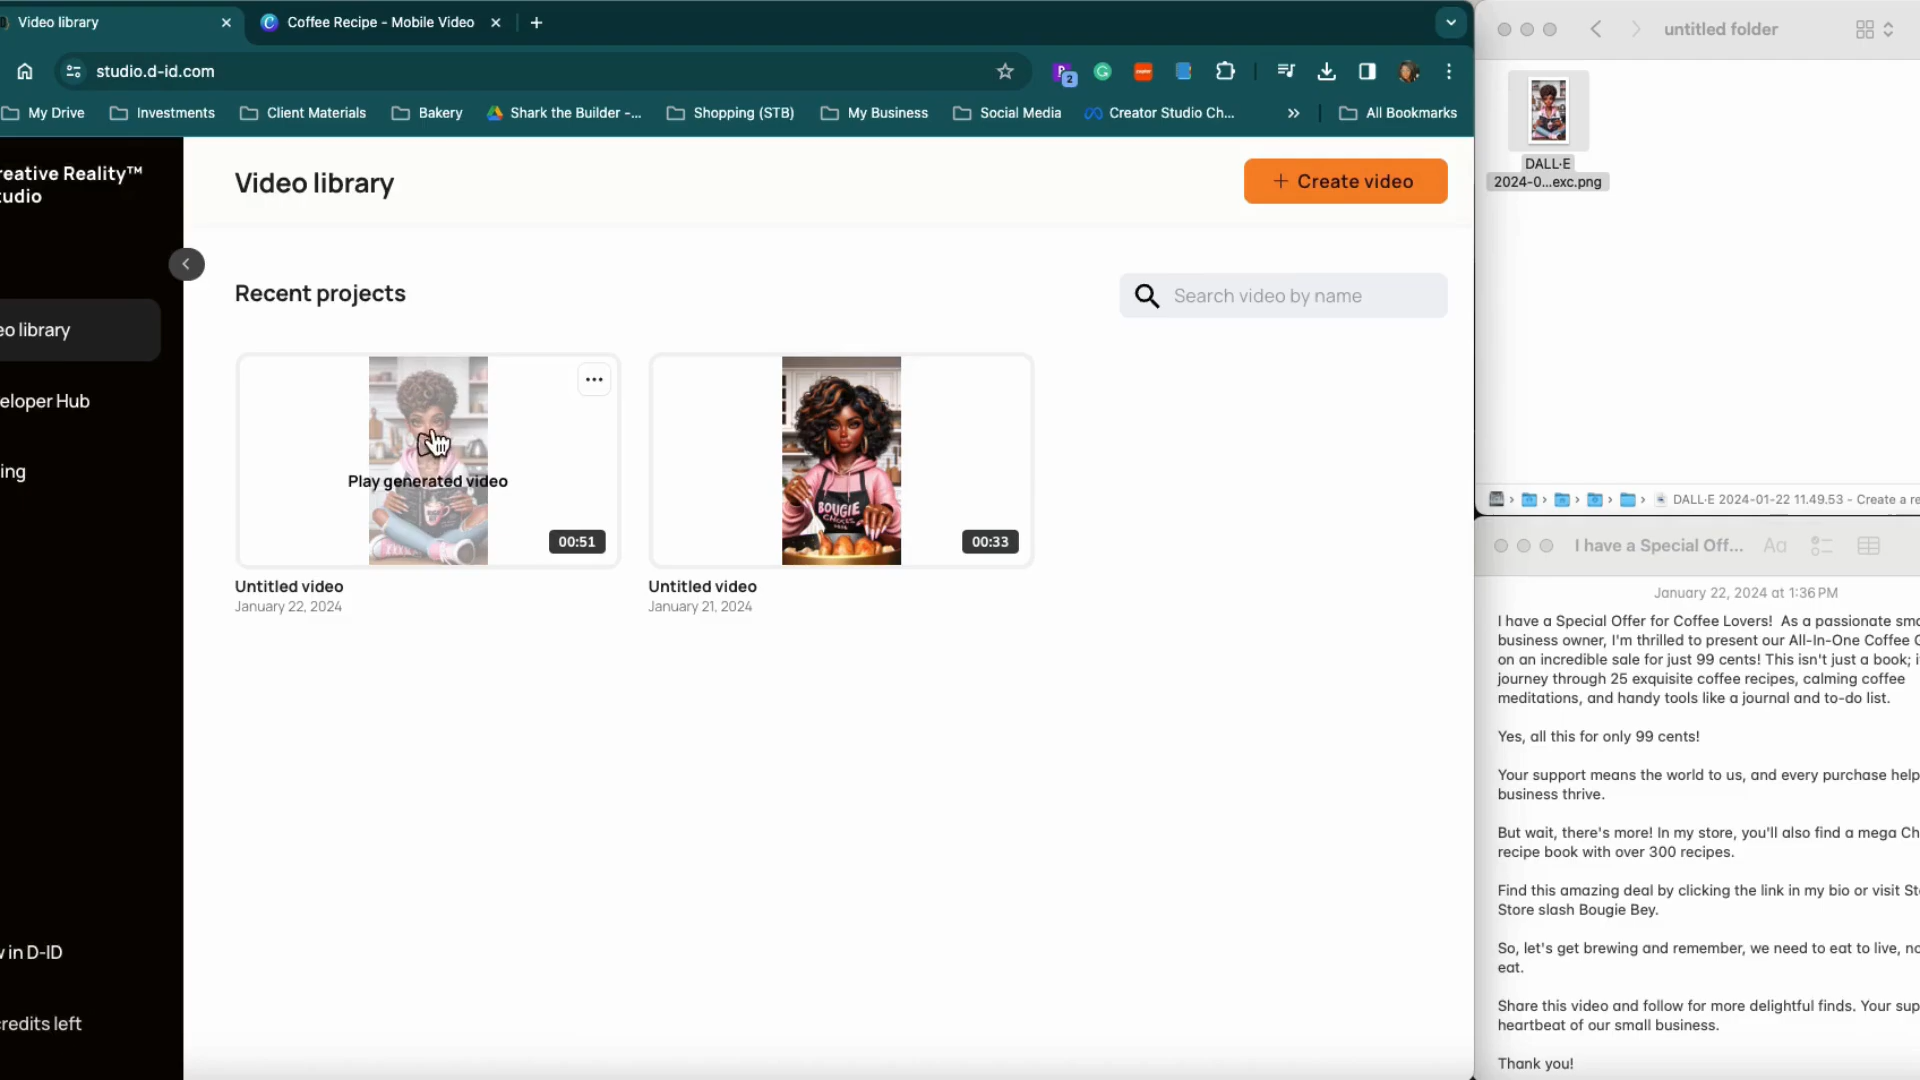 Video library
Coffee Recipe - Mobile Video
untitled folder
studio.d-id.com
2
My Drive
Investments
Client Materials
Bakery
Shark the Builder -...
Shopping (STB)
My Business
Social Media
Creator Studio Ch...
All Bookmarks
DALL·E
2024-0...exc.png
reative Reality™
tudio
Video library
+ Create video
Recent projects
Search video by name
eo library
eloper Hub
ing
Play generated video
00:51
BOUGIE
00:33
Untitled video
January 22, 2024
Untitled video
January 21, 2024
in D-ID
redits left
DALL·E 2024-01-22 11.49.53 - Create a re
I have a Special Off...
Aa
January 22, 2024 at 1:36 PM
I have a Special Offer for Coffee Lovers! As a passionate sma
business owner, I'm thrilled to present our All-In-One Coffee G
on an incredible sale for just 99 cents! This isn't just a book; i
journey through 25 exquisite coffee recipes, calming coffee
meditations, and handy tools like a journal and to-do list.
Yes, all this for only 99 cents!
Your support means the world to us, and every purchase help
business thrive.
But wait, there's more! In my store, you'll also find a mega Ch
recipe book with over 300 recipes.
Find this amazing deal by clicking the link in my bio or visit St
Store slash Bougie Bey.
So, let's get brewing and remember, we need to eat to live, no
eat.
Share this video and follow for more delightful finds. Your sup
heartbeat of our small business.
Thank you!